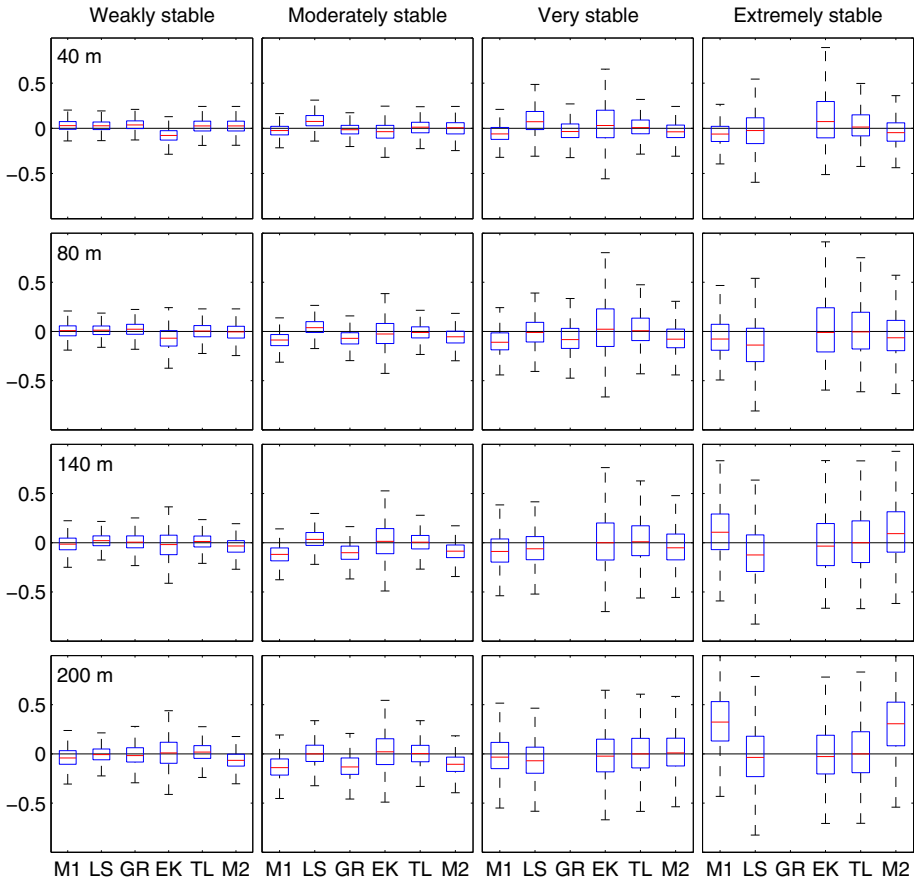 Weakly stable Moderately stable Very stable Extremely stable
40 m
0.5
0
−0.5
80 m
0.5
0
−0.5
140 m
0.5
0
−0.5
200 m
0.5
0
−0.5
M1 LS GR EK TL M2 M1 LS GR EK TL M2 M1 LS GR EK TL M2 M1 LS GR EK TL M2